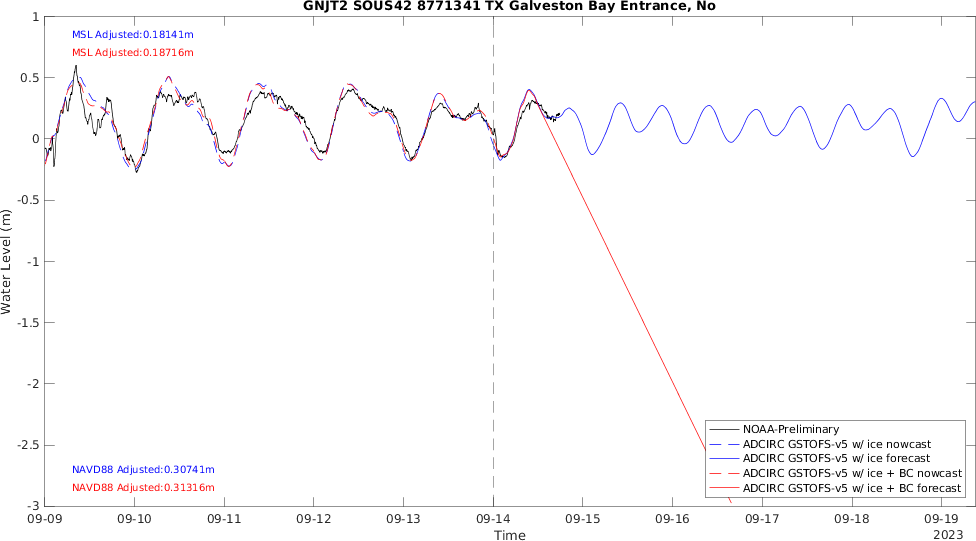 GNJT2 SOUS42 8771341 TX Galveston Bay Entrance, No
MSL Adjusted:0.18141m
MSL Adjusted:0.18716m
1
0.5
0
-0.5
-1
-1.5
-2
-2.5
-3
Water Level (m)
NAVD88 Adjusted:0.30741m
NAVD88 Adjusted:0.31316m
NOAA-Preliminary
ADCIRC GSTOFS-v5 w/ ice nowcast
ADCIRC GSTOFS-v5 w/ ice forecast
ADCIRC GSTOFS-v5 w/ ice + BC nowcast
ADCIRC GSTOFS-v5 w/ ice + BC forecast
09-09 09-10 09-11 09-12 09-13 09-14 09-15 09-16 09-17 09-18 09-19
Time
2023